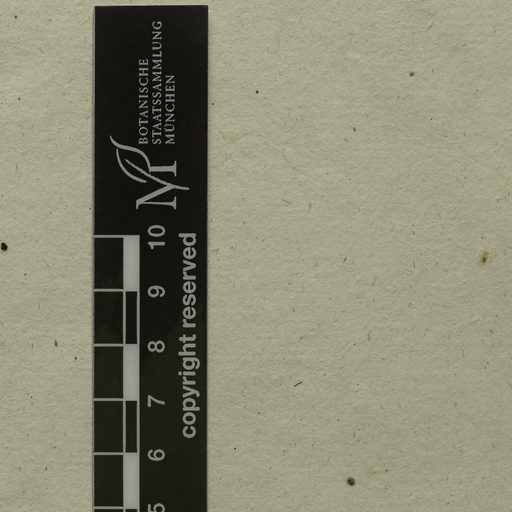 BOTANISCHE
STAATSSAMMLUNG
MÜNCHEN
10
9
8
7
6
5
copyright reserved